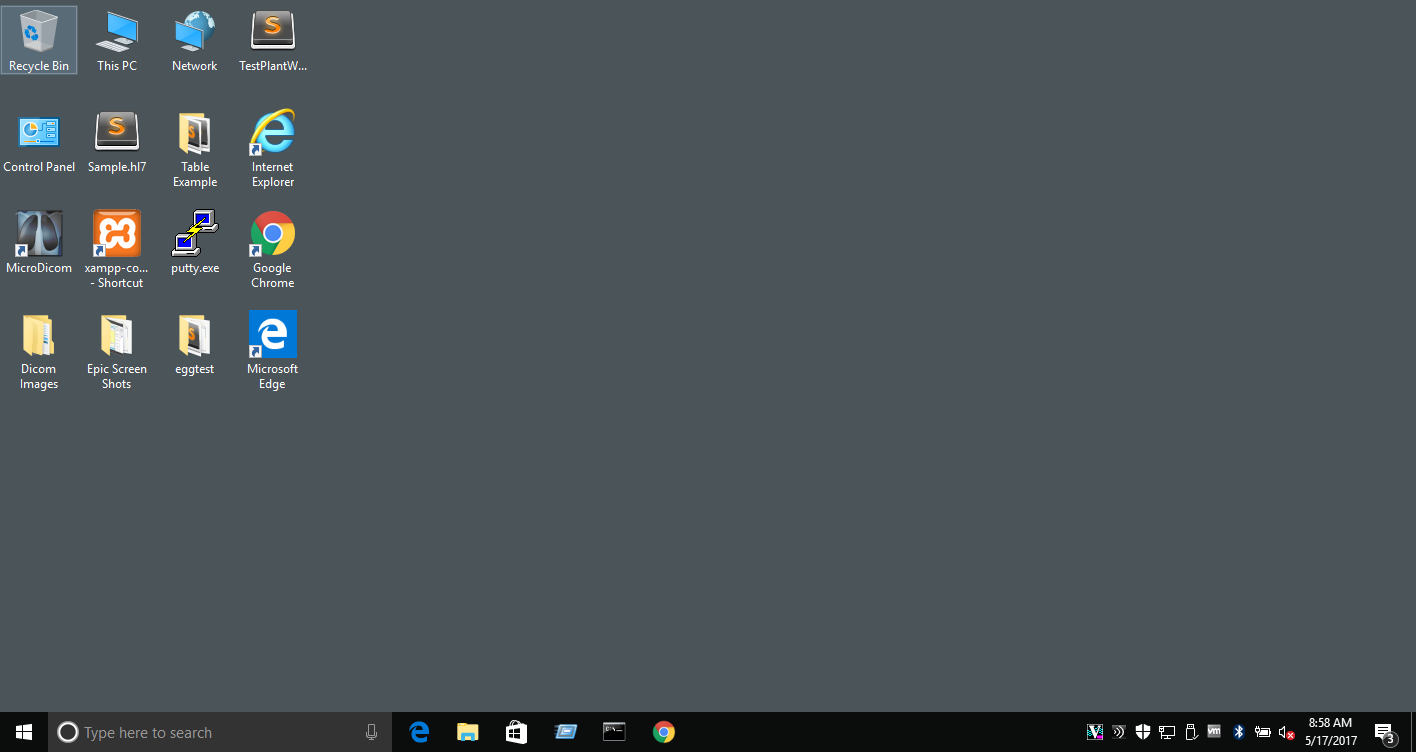 Recycle Bin
This PC
Network
TestPlantW...
Control Panel
Sample.hl7
Table
Example
Internet
Explorer
MicroDicom
xampp-co...
- Shortcut
putty.exe
Google
Chrome
Dicom
Images
Epic Screen
Shots
eggtest
Microsoft
Edge
Type here to search
8:58 AM
5/17/2017
3